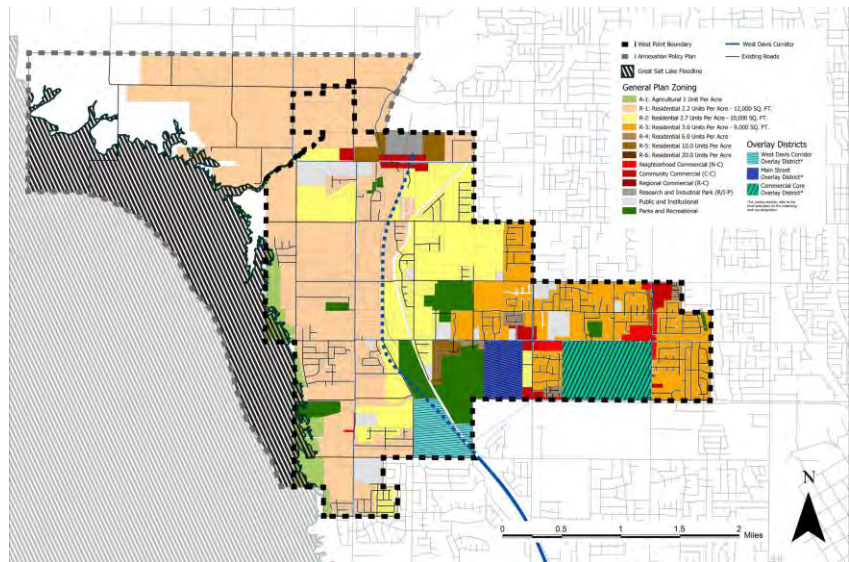 West Point Boundary
Annexation Policy Plan
Great Salt Lake Floodline
West Davis Corridor
Existing Roads
General Plan Zoning
A-1: Agricultural 1 Unit Per Acre
R-1: Residential 2.2 Units Per Acre - 12,000 SQ. FT.
R-2: Residential 2.7 Units Per Acre - 10,000 SQ. FT.
R-3: Residential 3.6 Units Per Acre - 9,000 SQ. FT.
R-4: Residential 6.0 Units Per Acre
R-5: Residential 10.0 Units Per Acre
R-6: Residential 20.0 Units Per Acre
Neighborhood Commercial (N-C)
Community Commercial (C-C)
Regional Commercial (R-C)
Research and Industrial Park (R/I-P)
Public and Institutional
Parks and Recreational
Overlay Districts
West Davis Corridor
Overlay District*
Main Street
Overlay District*
Commercial Core
Overlay District*
N
0 0.5 1 1.5 2
Miles